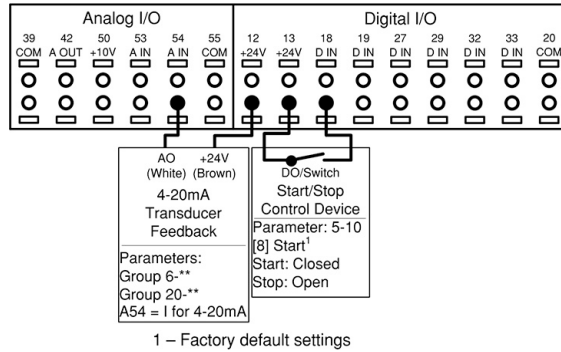 Analog I/O
Digital I/O
39 42 50 53 54 55 12 13 18 19 27 29 32 33 20
COM A OUT +10V A IN A IN COM +24V +24V D IN D IN D IN D IN D IN D IN COM
AO +24V
(White) (Brown)
4-20mA
Transducer
Feedback
Parameters:
Group 6-**
Group 20-**
A54 = I for 4-20mA
DO/Switch
Start/Stop
Control Device
Parameter: 5-10
[8] Start¹
Start: Closed
Stop: Open
1 – Factory default settings